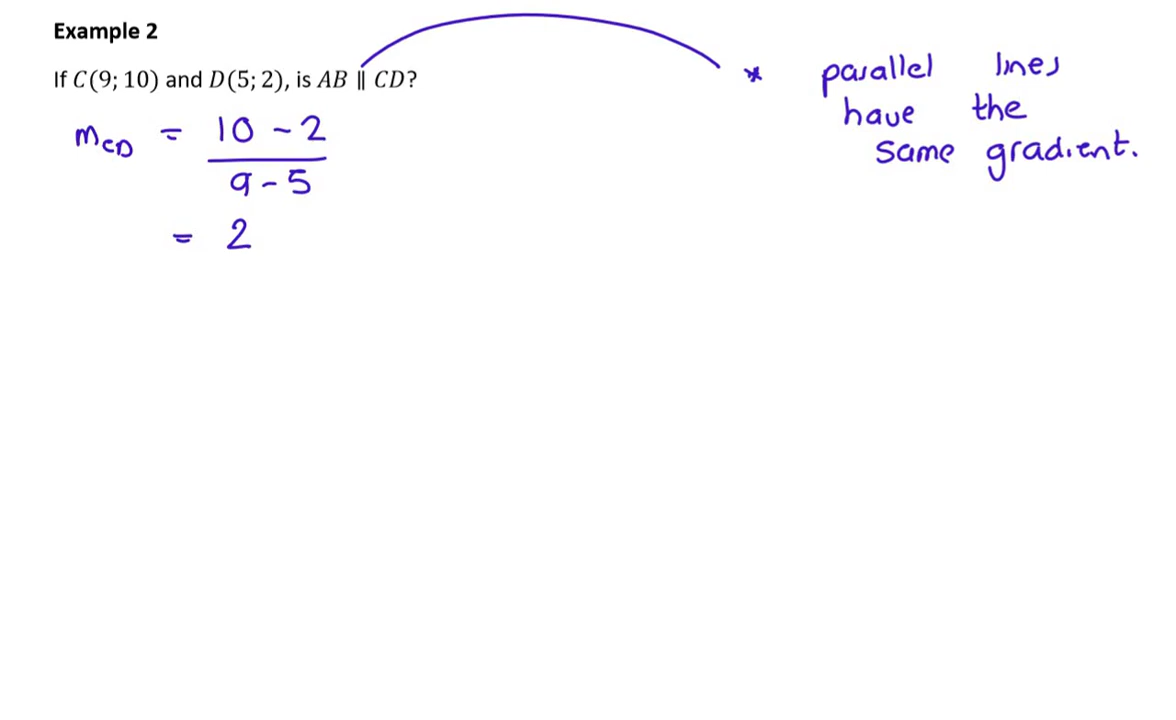 Example 2
If C(9; 10) and D(5; 2), is AB ∥ CD?
* parallel lines
have the
same gradient.
m_CD = 10 - 2
9 - 5
= 2